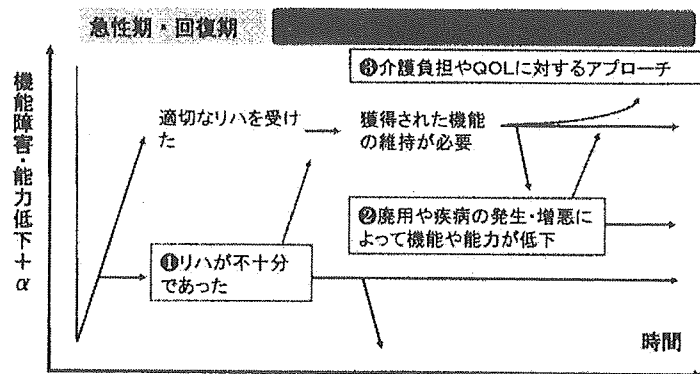 急性期・回復期
❸介護負担やQOLに対するアプローチ
機能障害・能力低下+α
適切なリハを受け
た
獲得された機能
の維持が必要
❷廃用や疾病の発生・増悪に
よって機能や能力が低下
❶リハが不十分
であった
時間